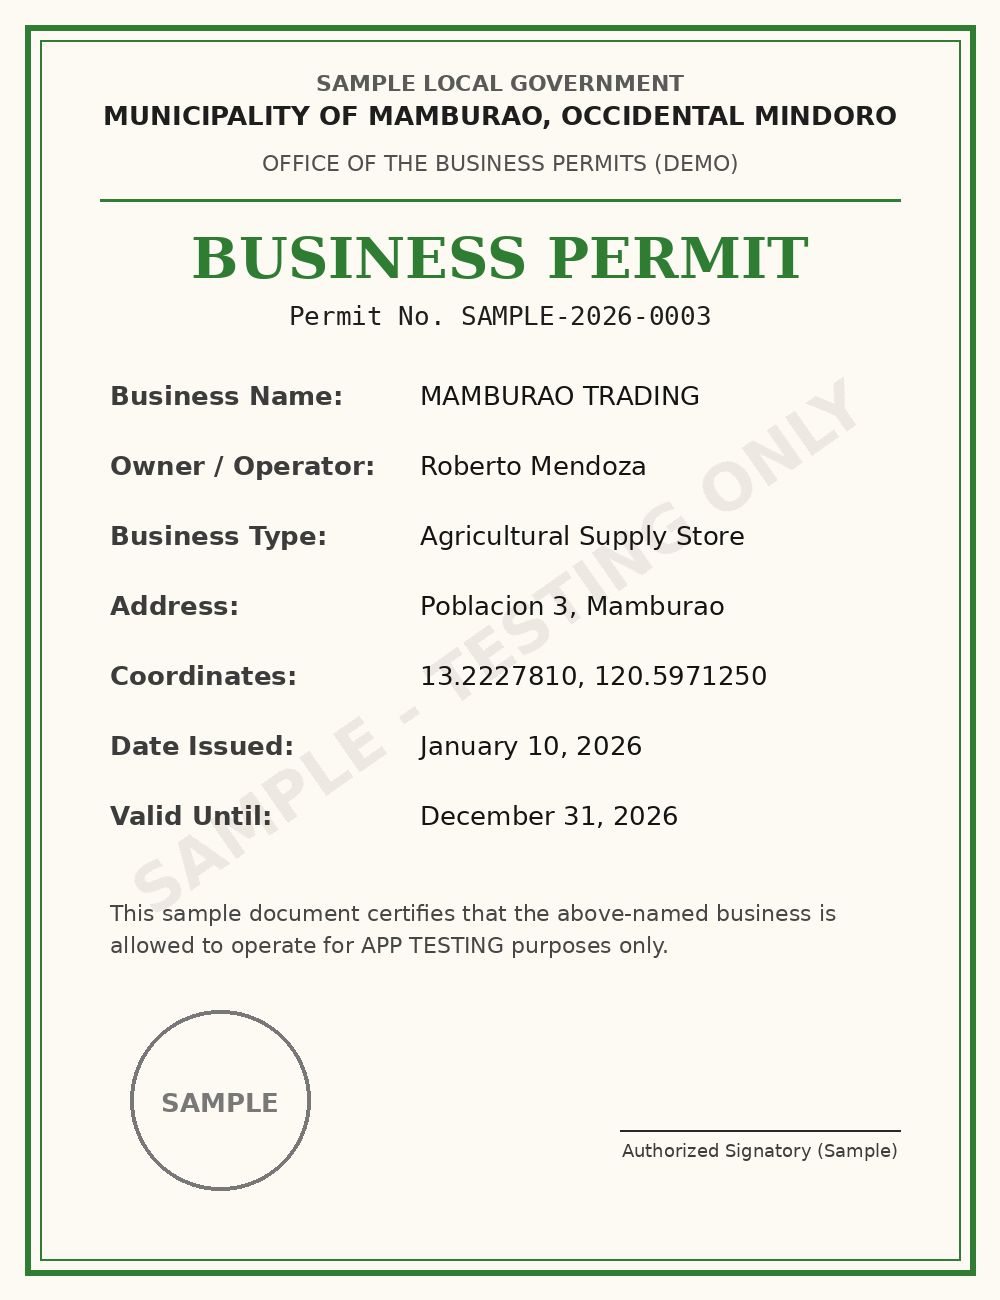 SAMPLE LOCAL GOVERNMENT
MUNICIPALITY OF MAMBURAO, OCCIDENTAL MINDORO
OFFICE OF THE BUSINESS PERMITS (DEMO)
BUSINESS PERMIT
Permit No. SAMPLE-2026-0003
Business Name: MAMBURAO TRADING
Owner / Operator: Roberto Mendoza
Business Type: Agricultural Supply Store
Address: Poblacion 3, Mamburao
Coordinates: 13.2227810, 120.5971250
Date Issued: January 10, 2026
Valid Until: December 31, 2026
SAMPLE - TESTING ONLY
This sample document certifies that the above-named business is
allowed to operate for APP TESTING purposes only.
SAMPLE
Authorized Signatory (Sample)